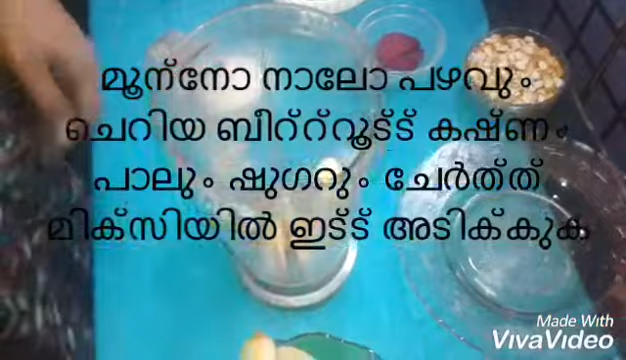 മൂന്നോ നാലോ പഴവും
ചെറിയ ബീറ്റ്റൂട്ട് കഷ്ണം
പാലും ഷുഗറും ചേർത്ത്
മിക്സിയിൽ ഇട്ട് അടിക്കുക
Made With
VivaVideo